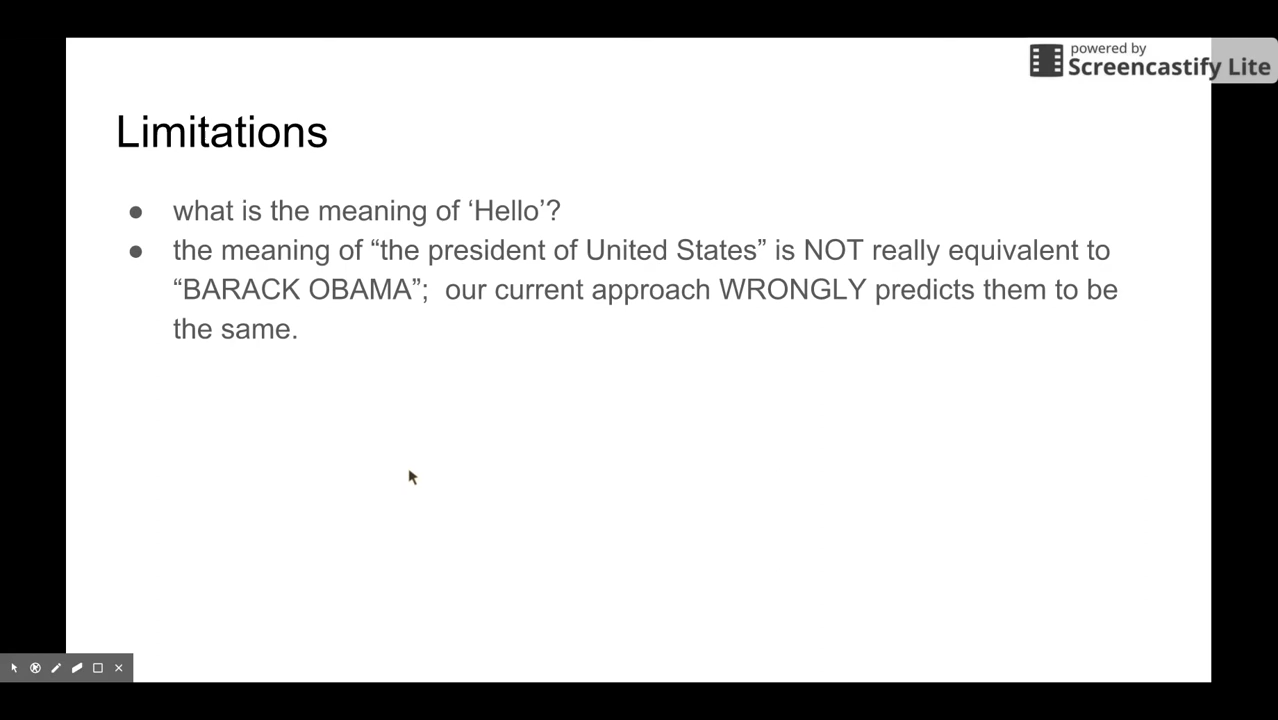 powered by
Screencastify Lite
Limitations
● what is the meaning of ‘Hello’?
● the meaning of “the president of United States” is NOT really equivalent to
“BARACK OBAMA”;  our current approach WRONGLY predicts them to be
the same.